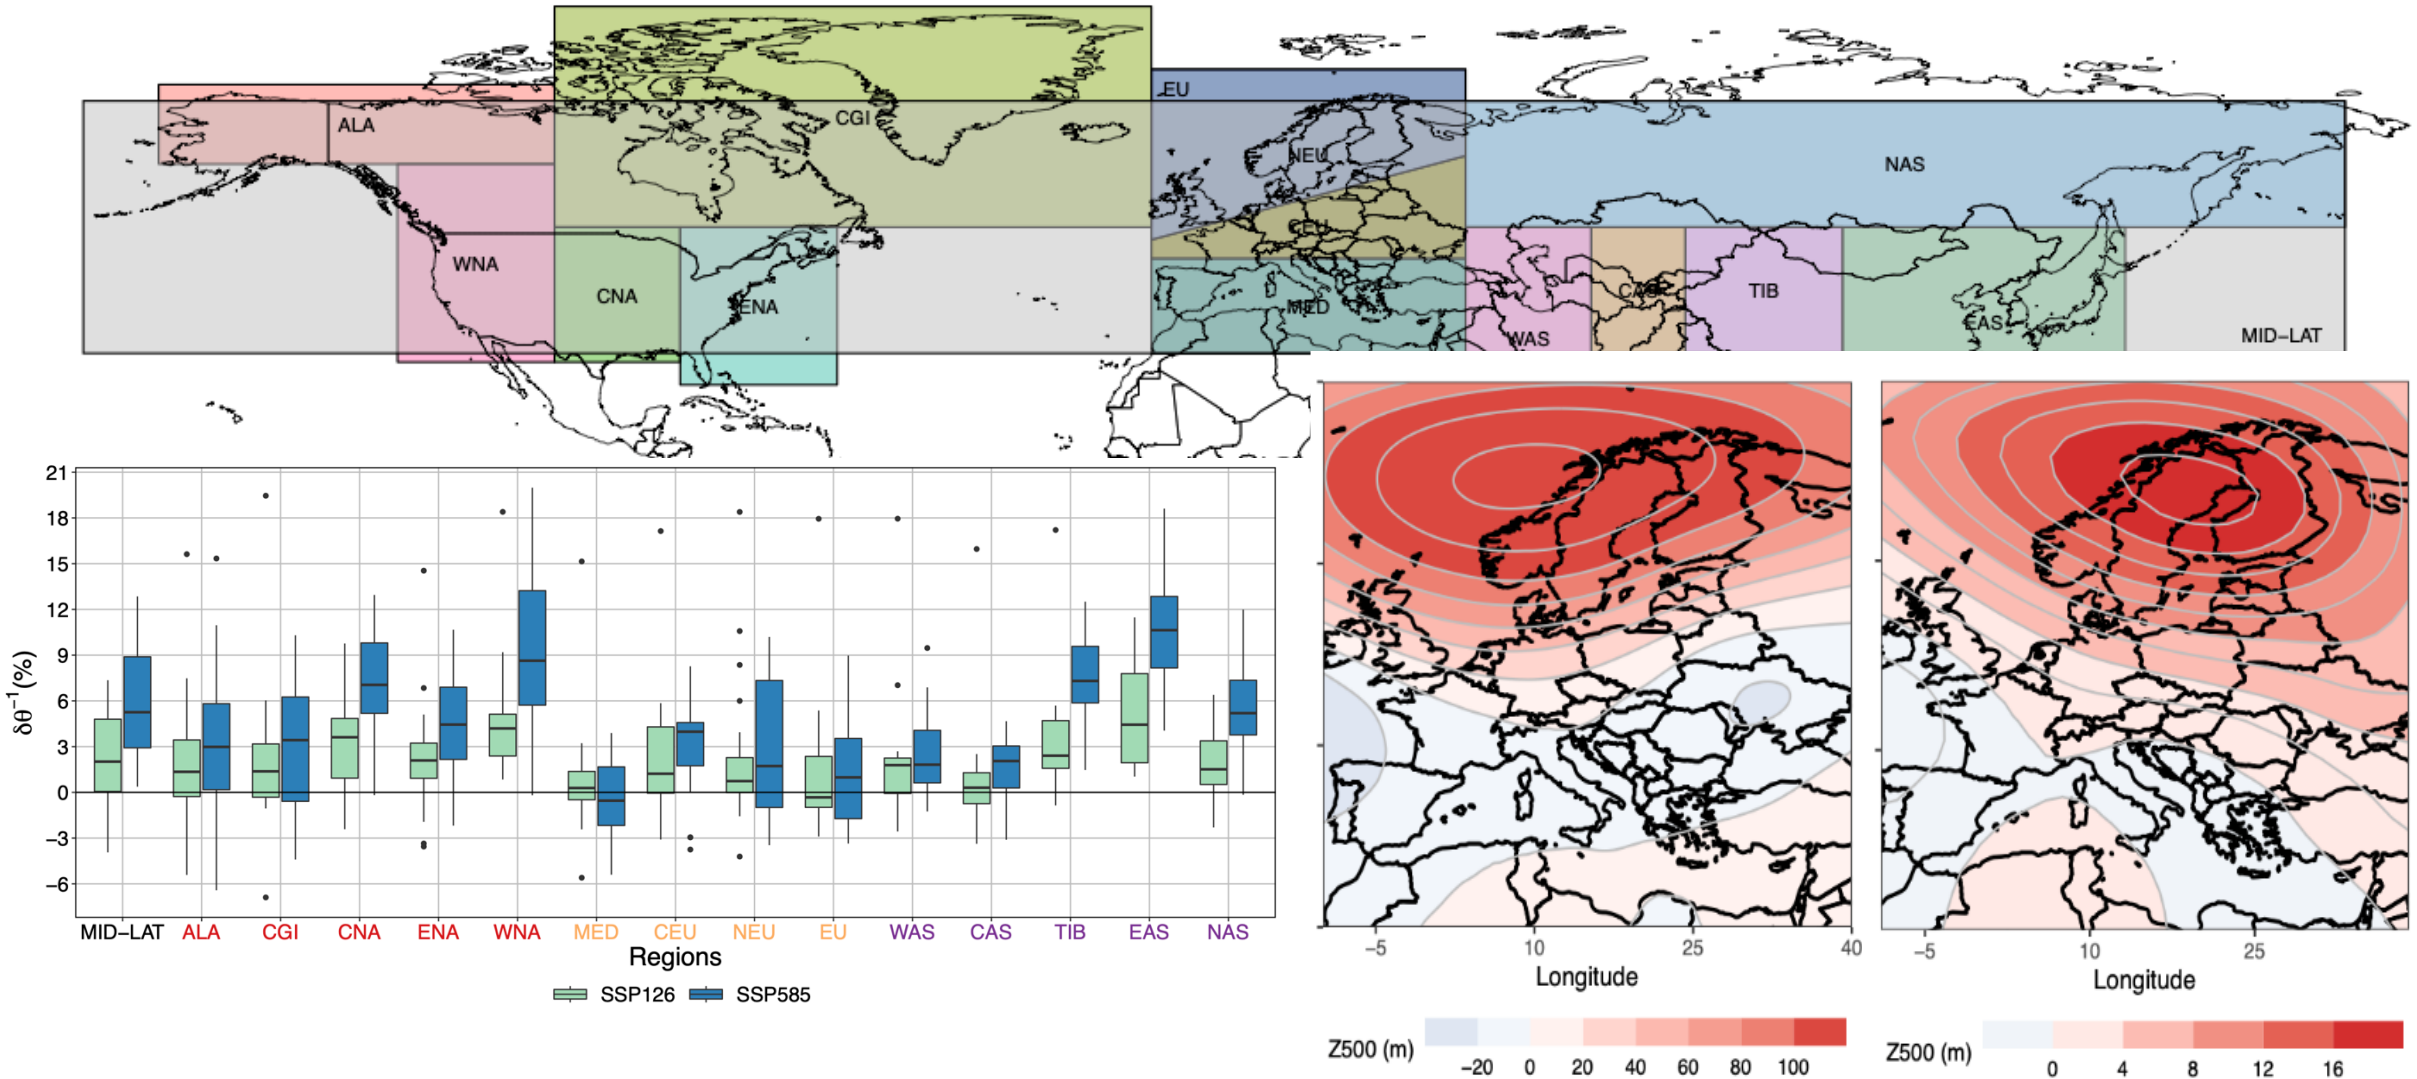 EU
ALA
CGI
NEU
NAS
CEU
WNA
CNA
ENA
MED
WAS
CAS
TIB
EAS
MID-LAT
21
18
15
12
9
6
3
0
-3
-6
δθ⁻¹(%)
MID-LAT ALA CGI CNA ENA WNA MED CEU NEU EU WAS CAS TIB EAS NAS
Regions
SSP126 SSP585
-5 10 25 40
Longitude
Z500 (m)
-20 0 20 40 60 80 100
-5 10 25
Longitude
Z500 (m)
0 4 8 12 16